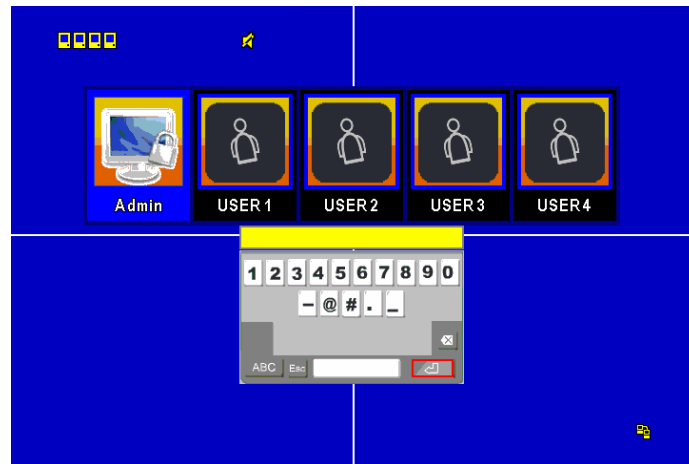 Admin USER1 USER2 USER3 USER4
1 2 3 4 5 6 7 8 9 0
- @ # . _
ABC Esc